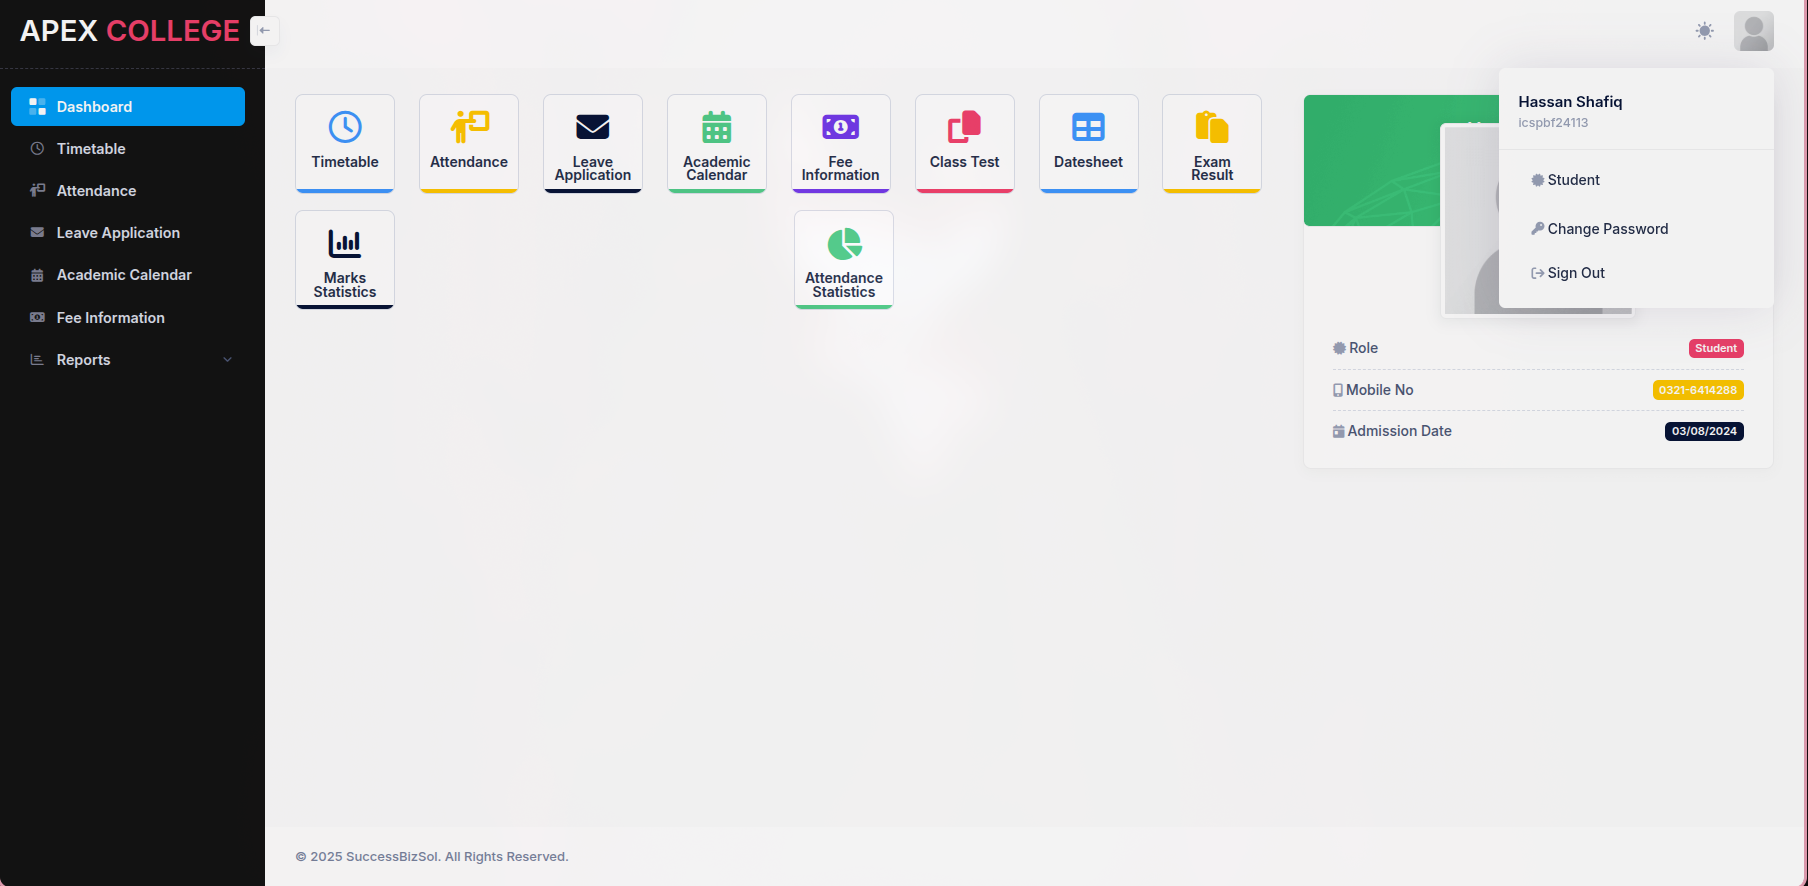 APEX COLLEGE
Dashboard
Timetable
Attendance
Leave Application
Academic Calendar
Fee Information
Reports
Timetable
Attendance
Leave
Application
Academic
Calendar
Fee
Information
Class Test
Datesheet
Exam
Result
Marks
Statistics
Attendance
Statistics
Hassan Shafiq
icspbf24113
Student
Change Password
Sign Out
Role
Student
Mobile No
0321-6414288
Admission Date
03/08/2024
© 2025 SuccessBizSol. All Rights Reserved.